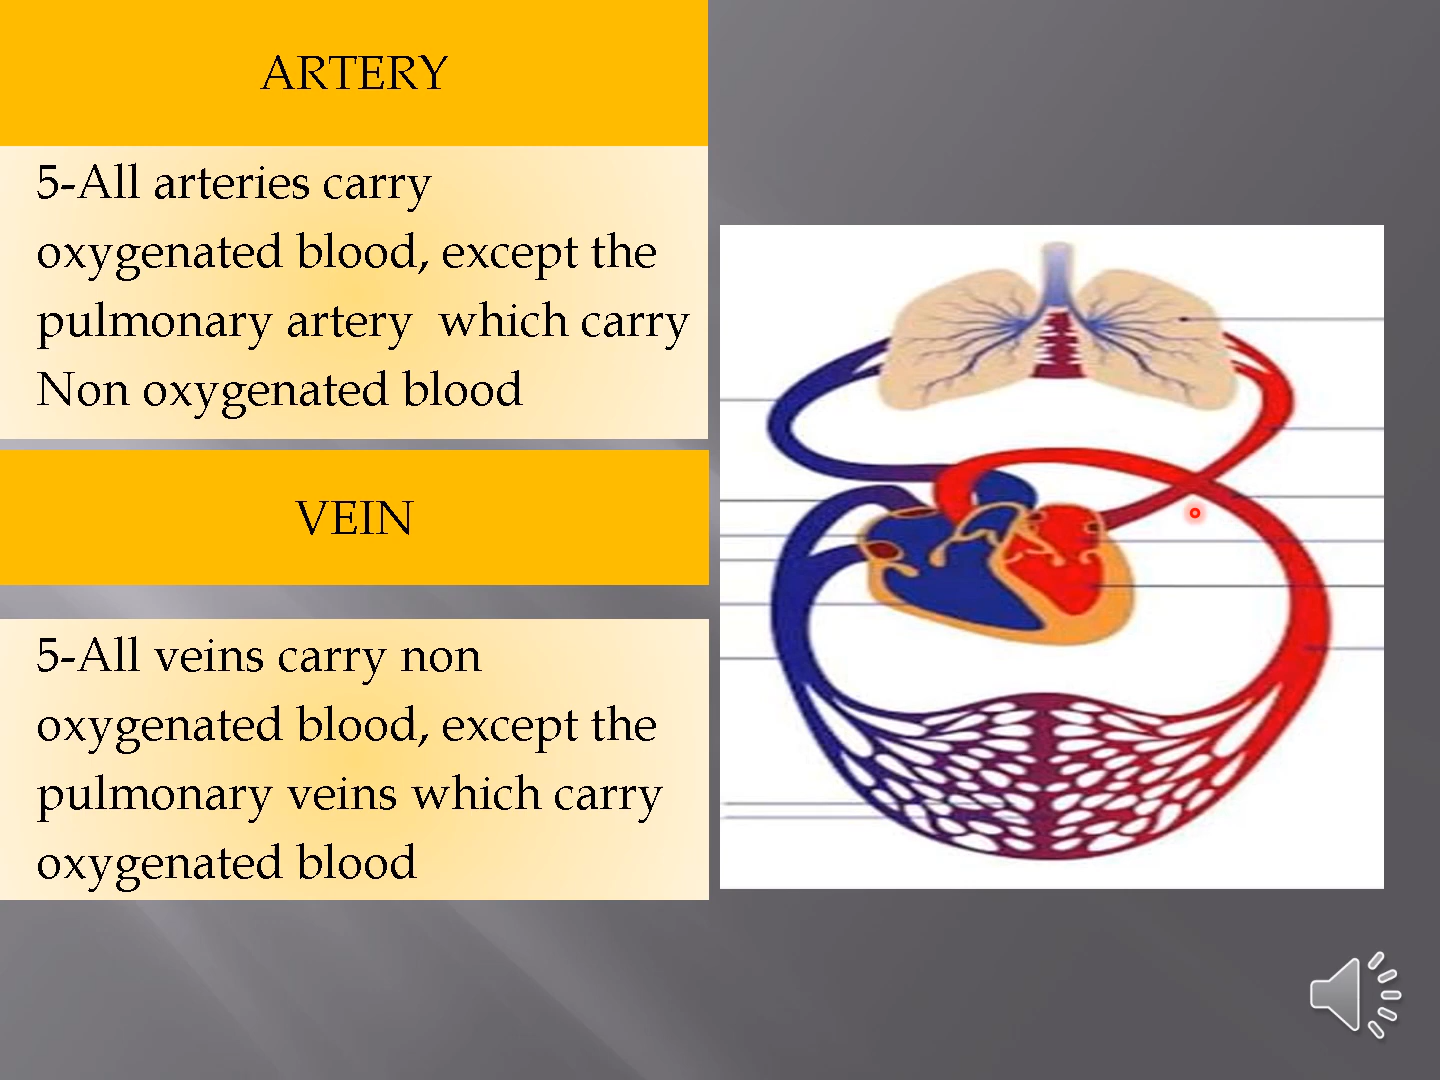 ARTERY
5-All arteries carry
oxygenated blood, except the
pulmonary artery  which carry
Non oxygenated blood
VEIN
5-All veins carry non
oxygenated blood, except the
pulmonary veins which carry
oxygenated blood